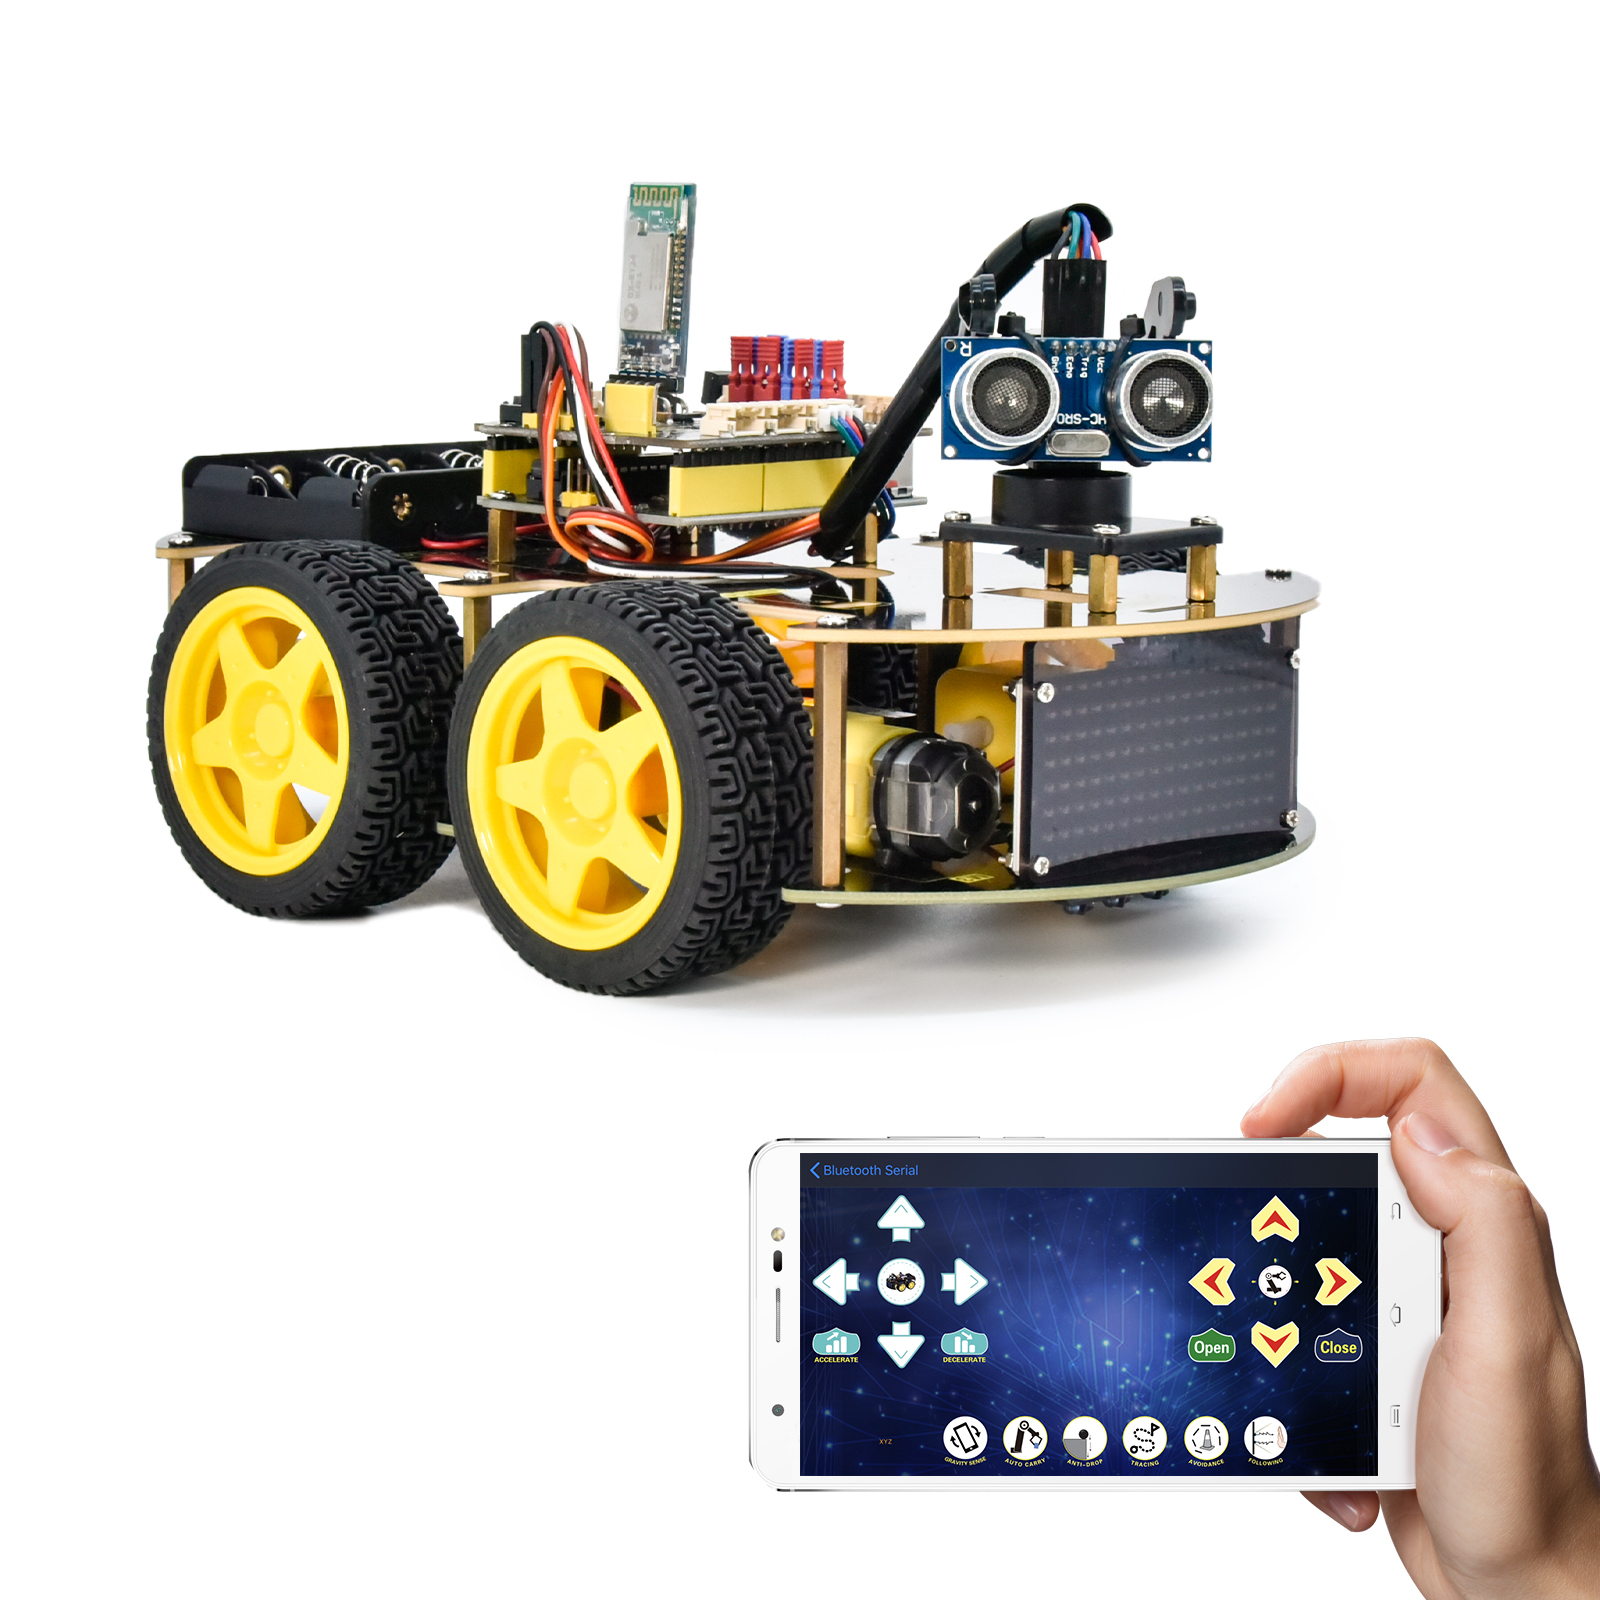 R
T
Vcc
Trig
Echo
Gnd
HC-SR0
Bluetooth Serial
ACCELERATE
DECELERATE
Open
Close
XYZ
GRAVITY SENSE
AUTO CARRY
ANTI-DROP
TRACING
AVOIDANCE
FOLLOWING